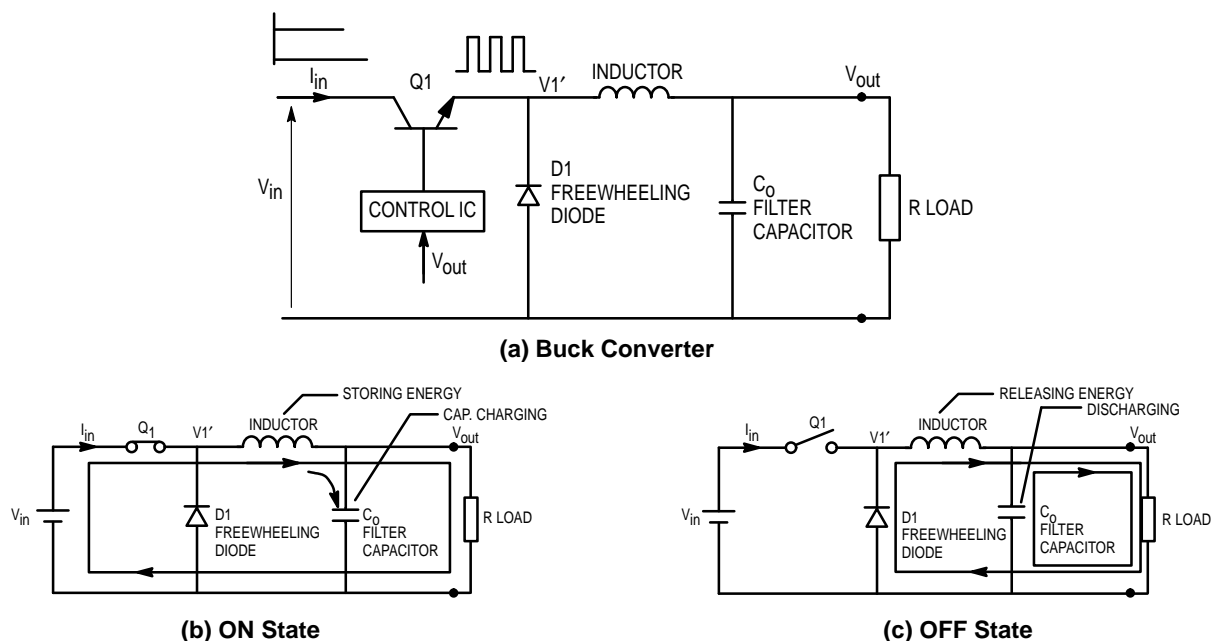 Iin
Q1
V1′
INDUCTOR
Vout
Vin
CONTROL IC
Vout
D1
FREEWHEELING
DIODE
Co
FILTER
CAPACITOR
R LOAD
(a) Buck Converter
STORING ENERGY
INDUCTOR
CAP. CHARGING
Iin
Q1
V1′
Vout
Vin
D1
FREEWHEELING
DIODE
Co
FILTER
CAPACITOR
R LOAD
(b) ON State
RELEASING ENERGY
INDUCTOR
DISCHARGING
Iin
Q1
V1′
Vout
Vin
D1
FREEWHEELING
DIODE
Co
FILTER
CAPACITOR
R LOAD
(c) OFF State